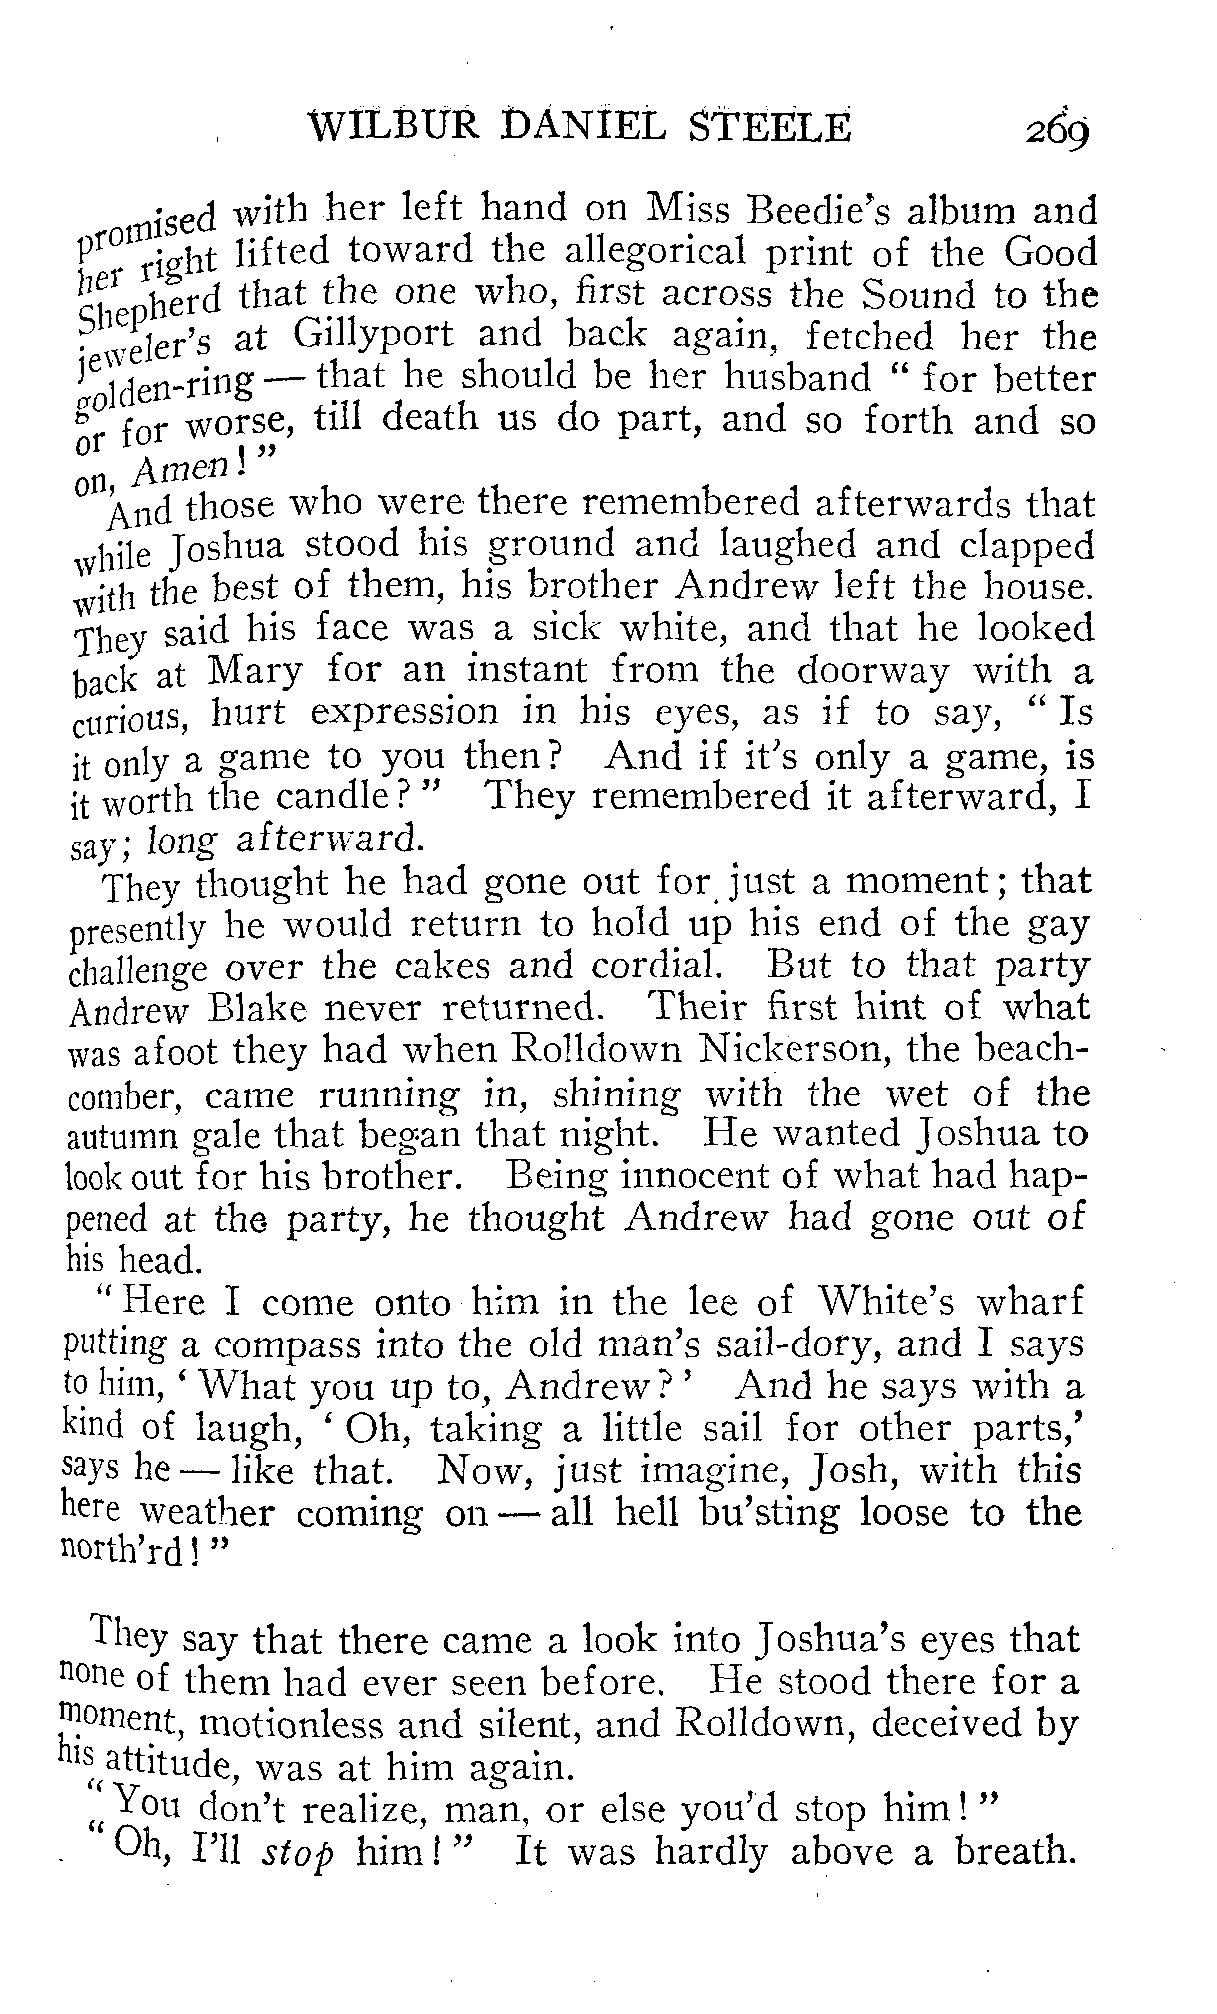 WILBUR DANIEL STEELE 269
promised with her left hand on Miss Beedie's album and
her right lifted toward the allegorical print of the Good
Shepherd that the one who, first across the Sound to the
jeweler's at Gillyport and back again, fetched her the
golden-ring — that he should be her husband " for better
or for worse, till death us do part, and so forth and so
on, Amen! "
And those who were there remembered afterwards that
while Joshua stood his ground and laughed and clapped
with the best of them, his brother Andrew left the house.
They said his face was a sick white, and that he looked
back at Mary for an instant from the doorway with a
curious, hurt expression in his eyes, as if to say, " Is
it only a game to you then? And if it's only a game, is
it worth the candle? " They remembered it afterward, I
say; long afterward.
They thought he had gone out for just a moment; that
presently he would return to hold up his end of the gay
challenge over the cakes and cordial. But to that party
Andrew Blake never returned. Their first hint of what
was afoot they had when Rolldown Nickerson, the beach-
comber, came running in, shining with the wet of the
autumn gale that began that night. He wanted Joshua to
look out for his brother. Being innocent of what had hap-
pened at the party, he thought Andrew had gone out of
his head.
" Here I come onto him in the lee of White's wharf
putting a compass into the old man's sail-dory, and I says
to him, ' What you up to, Andrew? ' And he says with a
kind of laugh, ' Oh, taking a little sail for other parts,'
says he — like that. Now, just imagine, Josh, with this
here weather coming on — all hell bu'sting loose to the
north'rd! "
They say that there came a look into Joshua's eyes that
none of them had ever seen before. He stood there for a
moment, motionless and silent, and Rolldown, deceived by
his attitude, was at him again.
" You don't realize, man, or else you'd stop him! "
" Oh, I'll stop him! " It was hardly above a breath.